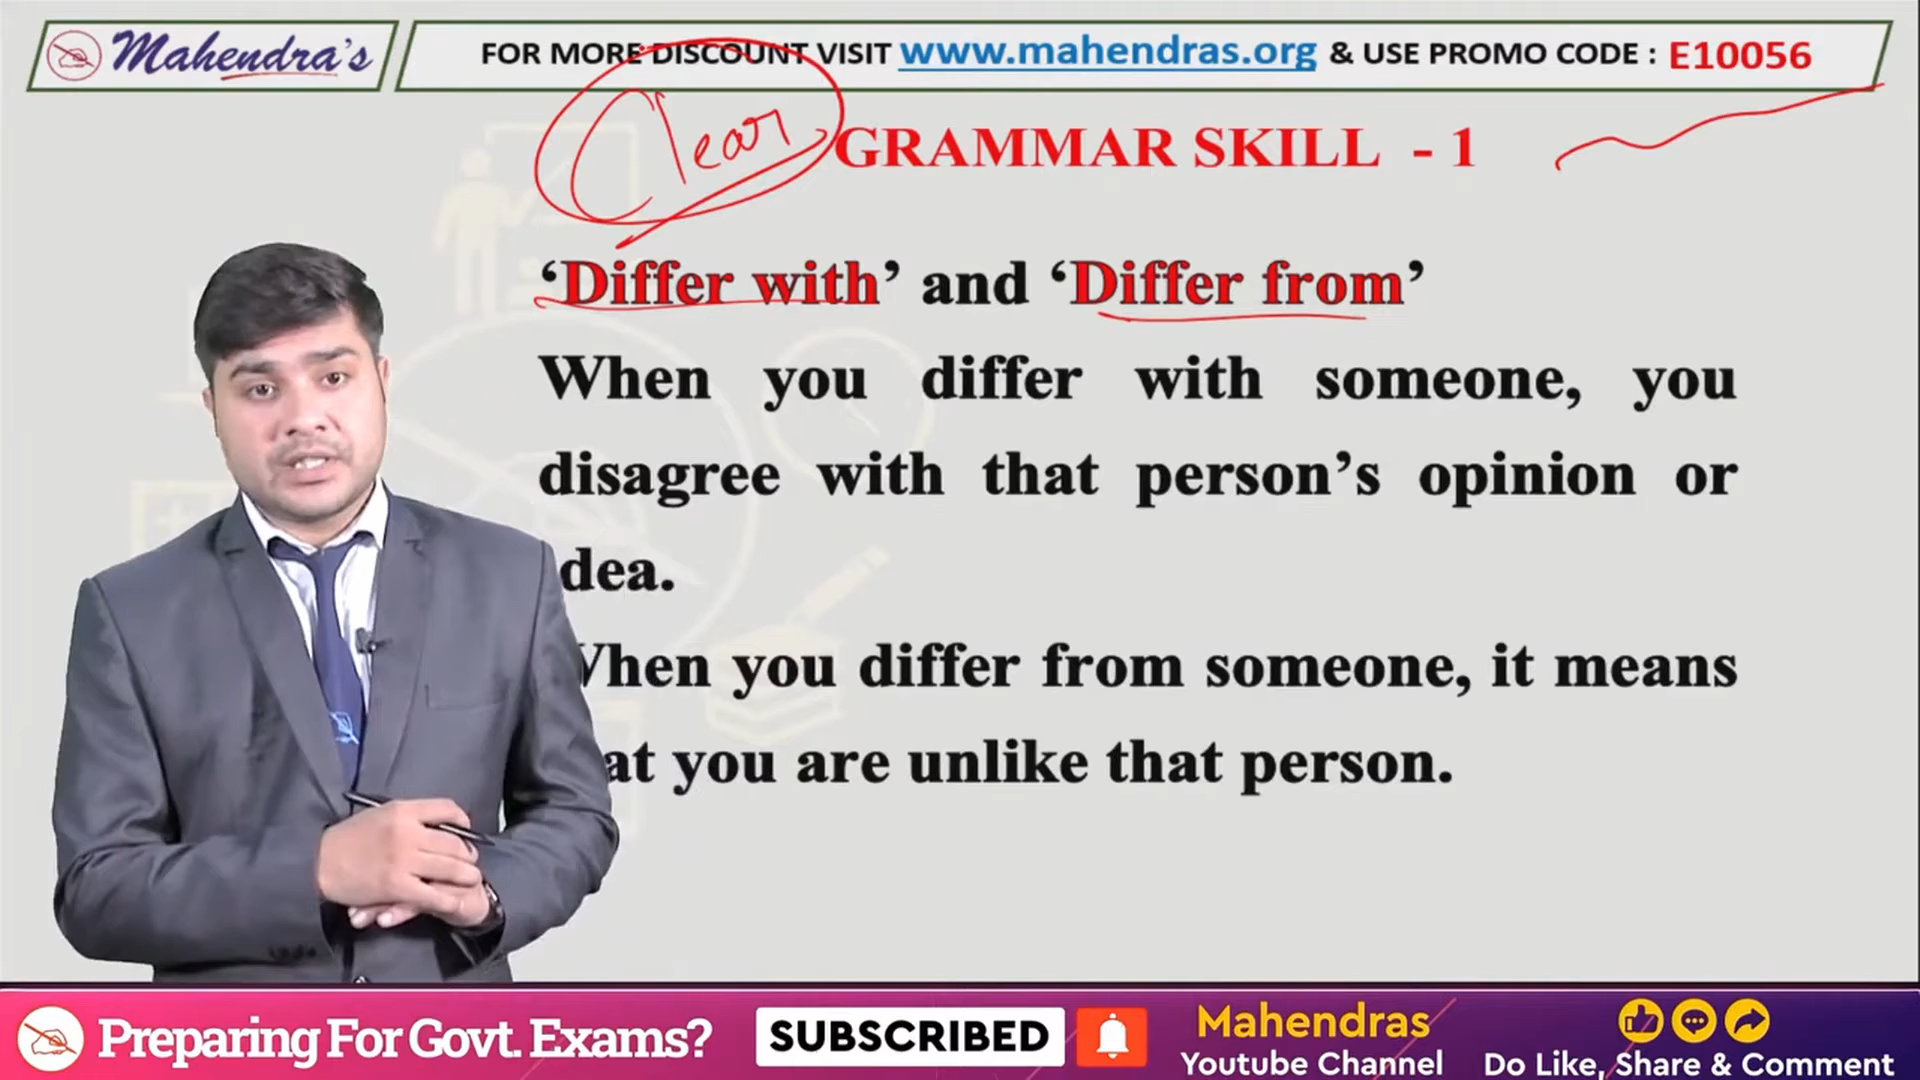 Mahendra's
FOR MORE DISCOUNT VISIT www.mahendras.org & USE PROMO CODE : E10056
Clear
GRAMMAR SKILL - 1
‘Differ with’ and ‘Differ from’
When you differ with someone, you
disagree with that person’s opinion or
dea.
hen you differ from someone, it means
at you are unlike that person.
Preparing For Govt. Exams?
SUBSCRIBED
Mahendras
Youtube Channel
Do Like, Share & Comment